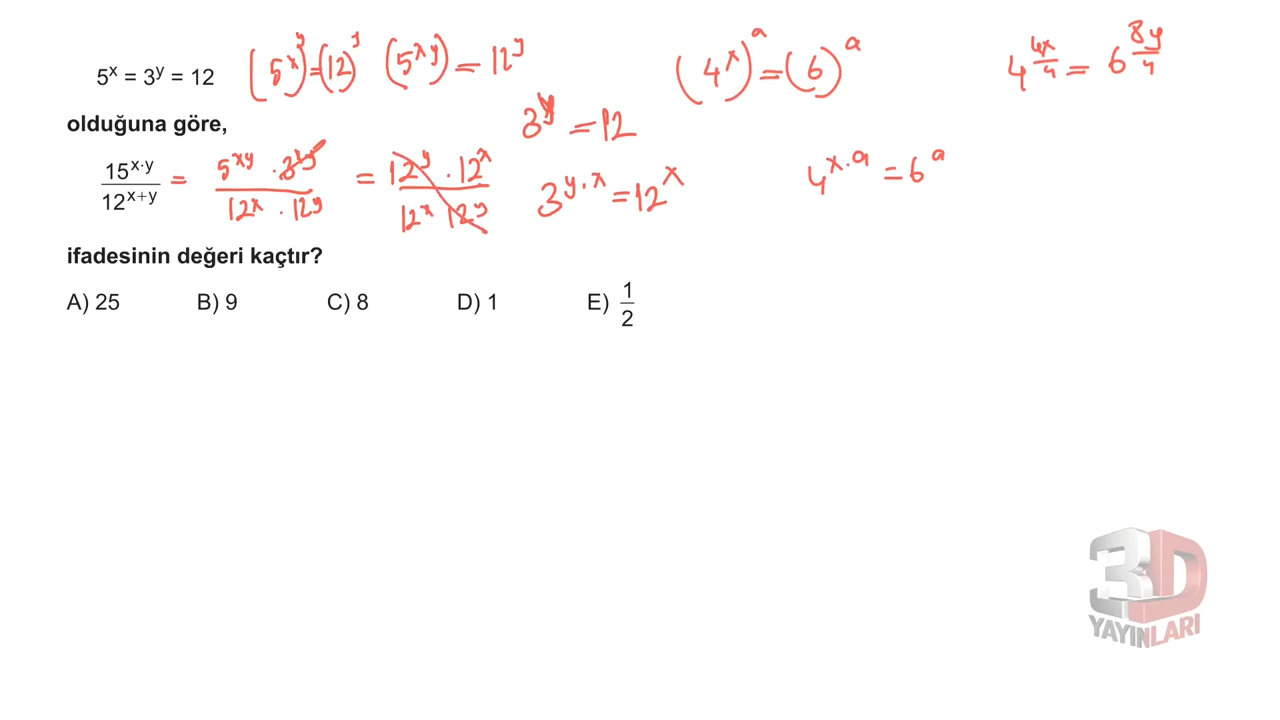 5^x = 3^y = 12
(5^x)^y = (12)^y (5^xy) = 12^y
(4^x)^a = (6)^a
4^(4x/4) = 6^(8y/4)
olduğuna göre,
3^y = 12
15^(x·y) / 12^(x+y) = 5^xy · 3^xy / 12^x · 12^y = 12^y · 12^x / 12^x 12^y
3^(y·x) = 12^x
4^(x·a) = 6^a
ifadesinin değeri kaçtır?
A) 25 B) 9 C) 8 D) 1 E) 1/2
3D
YAYINLARI